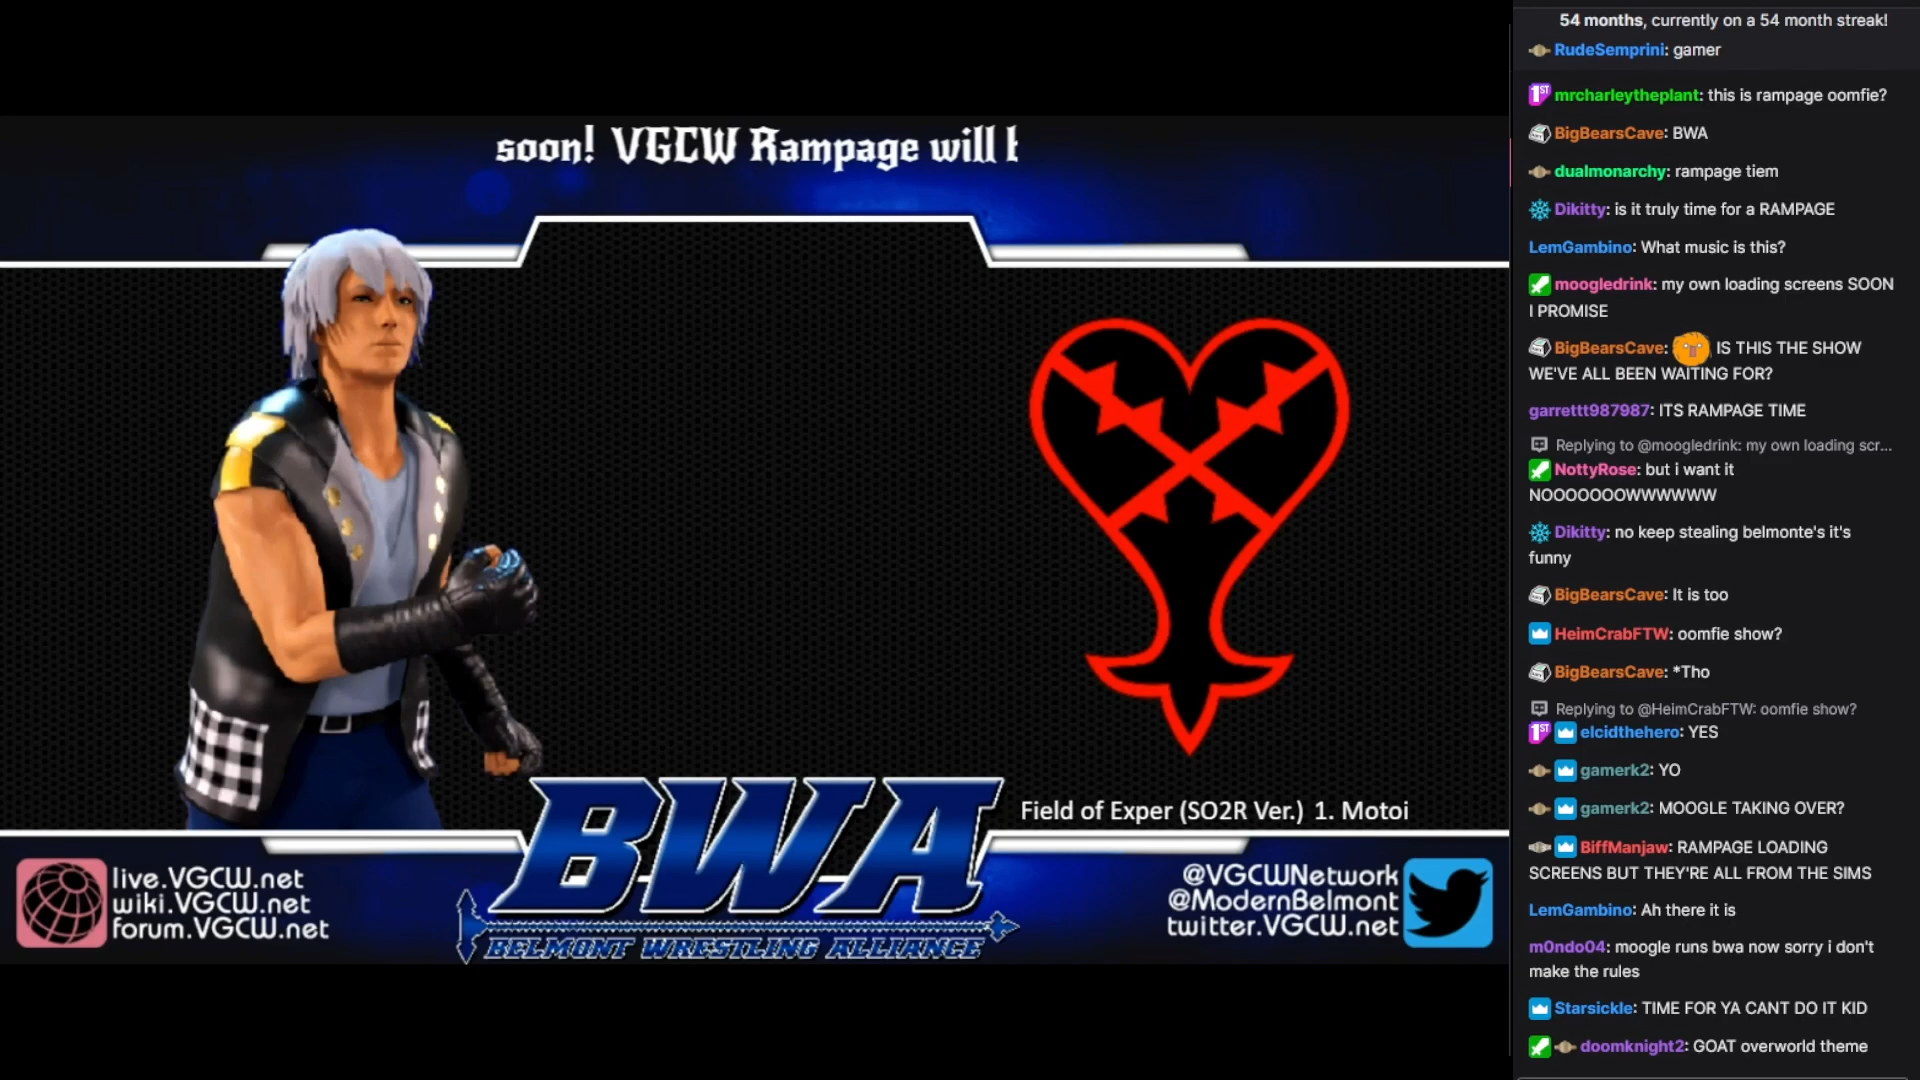 soon! VGCW Rampage will
Field of Exper (SO2R Ver.) 1. Motoi
BWA
BELMONT WRESTLING ALLIANCE
live.VGCW.net
wiki.VGCW.net
forum.VGCW.net
@VGCWNetwork
@ModernBelmont
twitter.VGCW.net
54 months, currently on a 54 month streak!
RudeSemprini: gamer
1ST mrcharleytheplant: this is rampage oomfie?
BigBearsCave: BWA
dualmonarchy: rampage tiem
Dikitty: is it truly time for a RAMPAGE
LemGambino: What music is this?
moogledrink: my own loading screens SOON
I PROMISE
BigBearsCave: IS THIS THE SHOW
WE'VE ALL BEEN WAITING FOR?
garrettt987987: ITS RAMPAGE TIME
Replying to @moogledrink: my own loading scr...
NottyRose: but i want it
NOOOOOOOWWWWWW
Dikitty: no keep stealing belmonte's it's
funny
BigBearsCave: It is too
HeimCrabFTW: oomfie show?
BigBearsCave: *Tho
Replying to @HeimCrabFTW: oomfie show?
1ST elcidthehero: YES
gamerk2: YO
gamerk2: MOOGLE TAKING OVER?
BiffManjaw: RAMPAGE LOADING
SCREENS BUT THEY'RE ALL FROM THE SIMS
LemGambino: Ah there it is
m0ndo04: moogle runs bwa now sorry i don't
make the rules
Starsickle: TIME FOR YA CANT DO IT KID
doomknight2: GOAT overworld theme